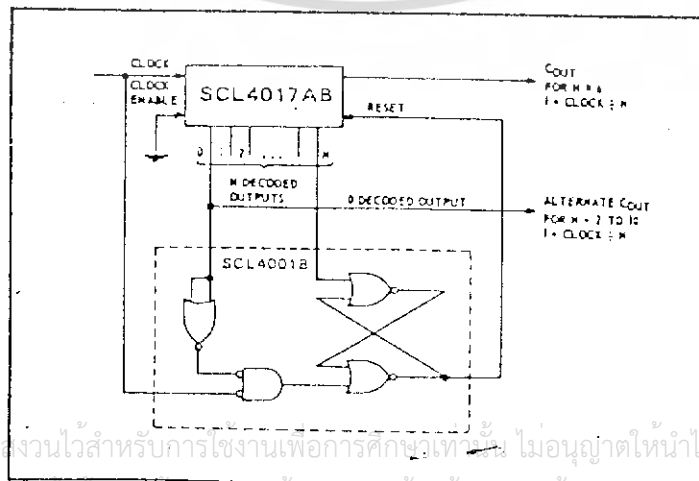 CLOCK
CLOCK
ENABLE
SCL4017AB
COUT
FOR N ≥ 6
f = CLOCK ÷ N
RESET
0 1 2 ... N
N DECODED
OUTPUTS
0 DECODED OUTPUT
ALTERNATE COUT
FOR N = 2 TO 10
f = CLOCK ÷ N
SCL4001B
สงวนไว้สำหรับการใช้งานเพื่อการศึกษาเท่านั้น ไม่อนุญาตให้นำไ